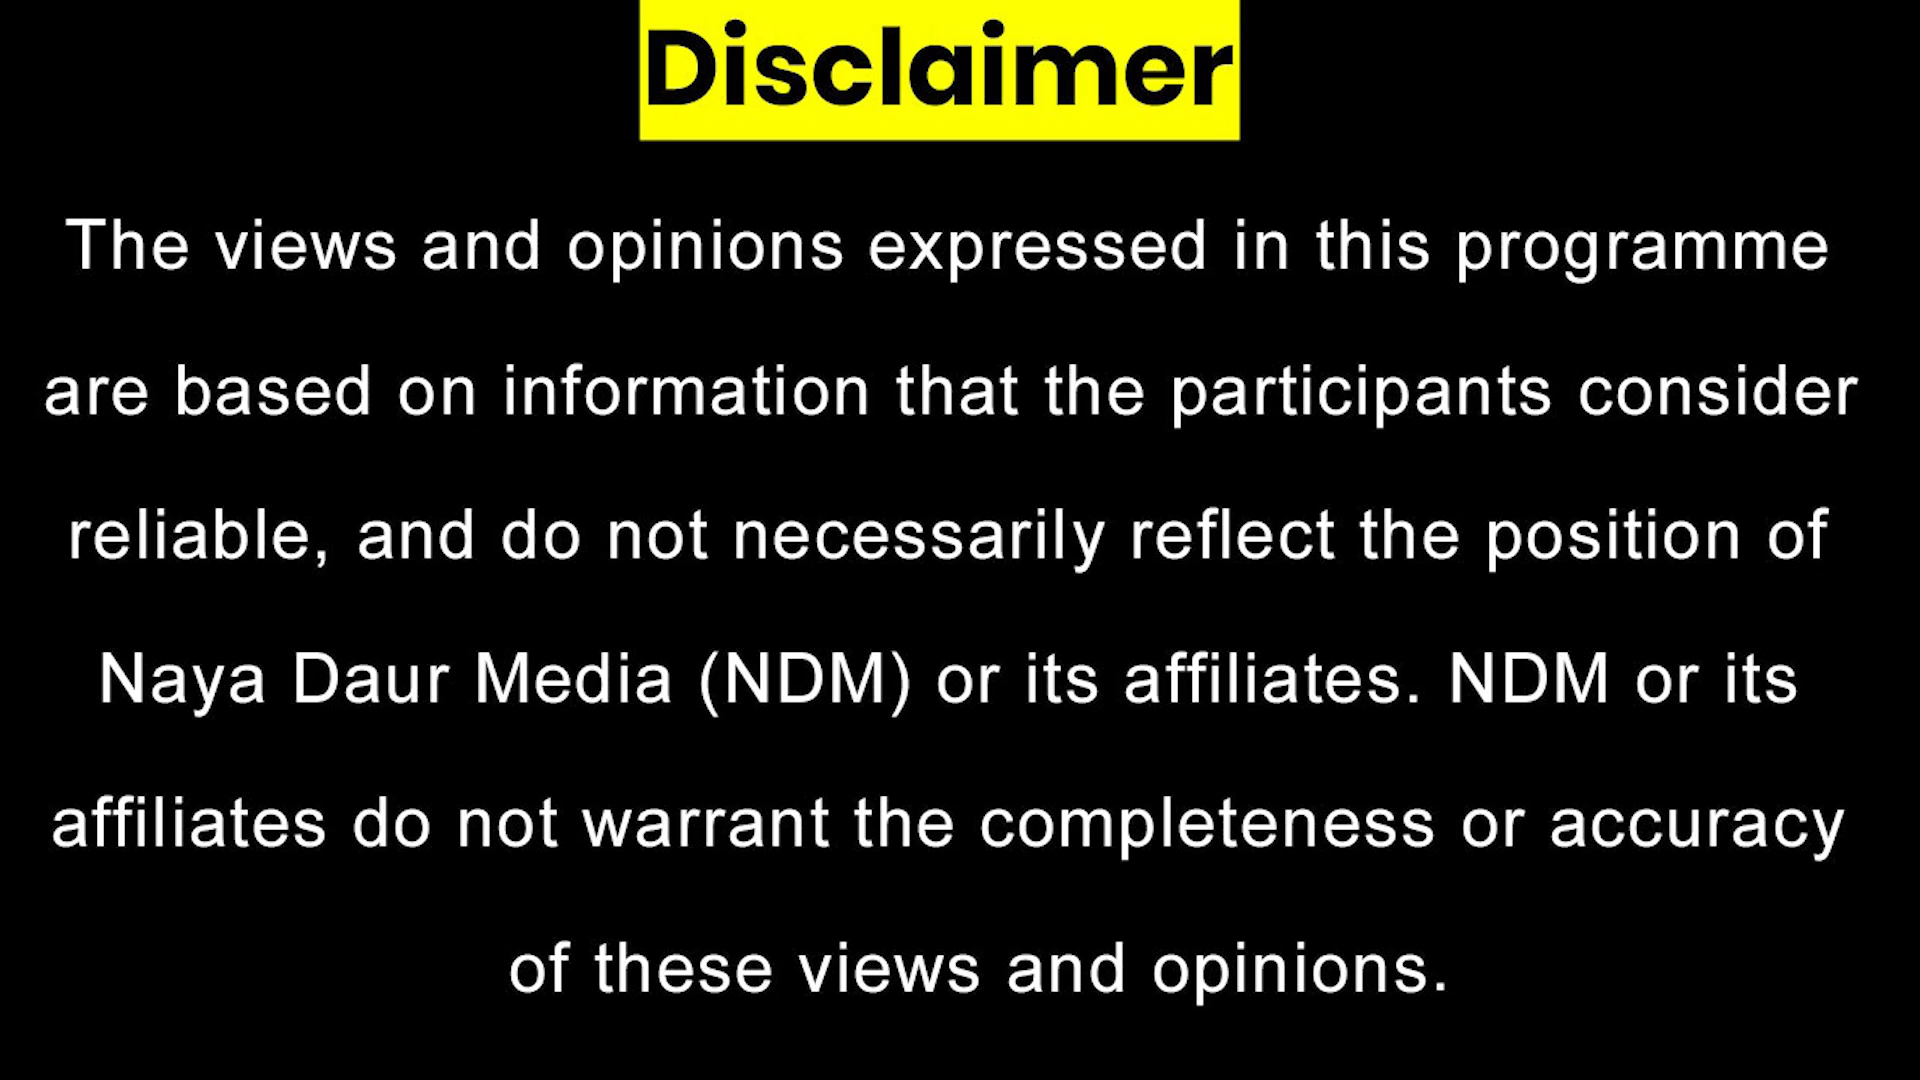 Disclaimer
The views and opinions expressed in this programme
are based on information that the participants consider
reliable, and do not necessarily reflect the position of
Naya Daur Media (NDM) or its affiliates. NDM or its
affiliates do not warrant the completeness or accuracy
of these views and opinions.